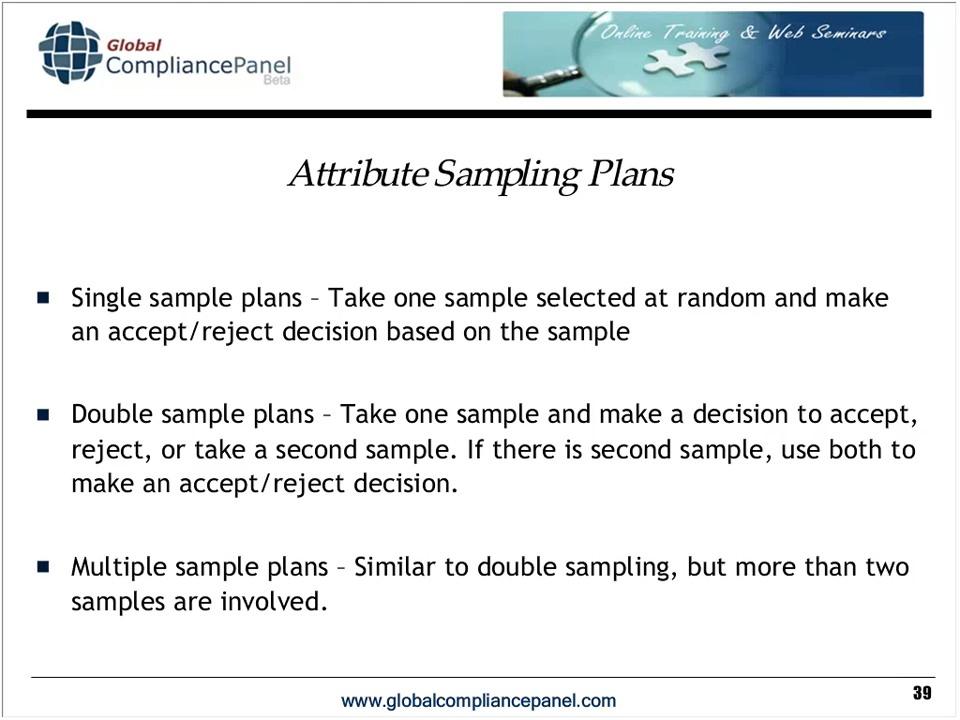 Global
CompliancePanel
Beta
Online Training & Web Seminars
Attribute Sampling Plans
■ Single sample plans – Take one sample selected at random and make
an accept/reject decision based on the sample
■ Double sample plans – Take one sample and make a decision to accept,
reject, or take a second sample. If there is second sample, use both to
make an accept/reject decision.
■ Multiple sample plans – Similar to double sampling, but more than two
samples are involved.
www.globalcompliancepanel.com
39